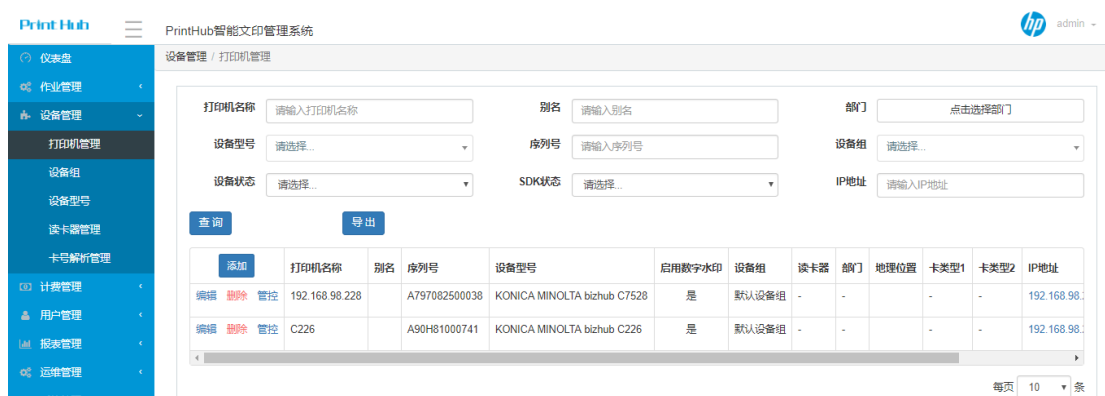 Print Hub
PrintHub智能文印管理系统
hp
admin
仪表盘
设备管理 / 打印机管理
作业管理
设备管理
打印机管理
设备组
设备型号
读卡器管理
卡号解析管理
计费管理
用户管理
报表管理
运维管理
打印机名称 请输入打印机名称 别名 请输入别名 部门 点击选择部门
设备型号 请选择... 序列号 请输入序列号 设备组 请选择...
设备状态 请选择... SDK状态 请选择... IP地址 请输入IP地址
查询 导出
添加 打印机名称 别名 序列号 设备型号 启用数字水印 设备组 读卡器 部门 地理位置 卡类型1 卡类型2 IP地址
编辑 删除 管控 192.168.98.228 A797082500038 KONICA MINOLTA bizhub C7528 是 默认设备组 - - - - 192.168.98.
编辑 删除 管控 C226 A90H81000741 KONICA MINOLTA bizhub C226 是 默认设备组 - - - - 192.168.98.
每页 10 条